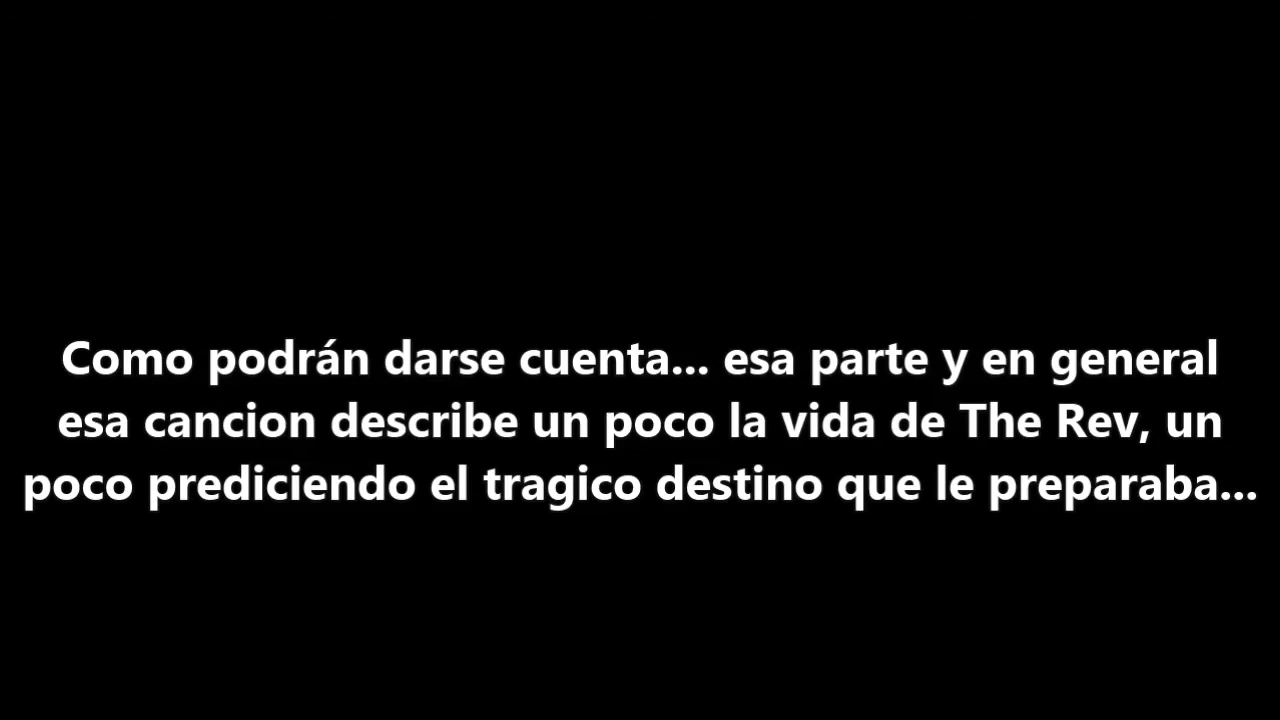 Como podrán darse cuenta... esa parte y en general
esa cancion describe un poco la vida de The Rev, un
poco prediciendo el tragico destino que le preparaba...